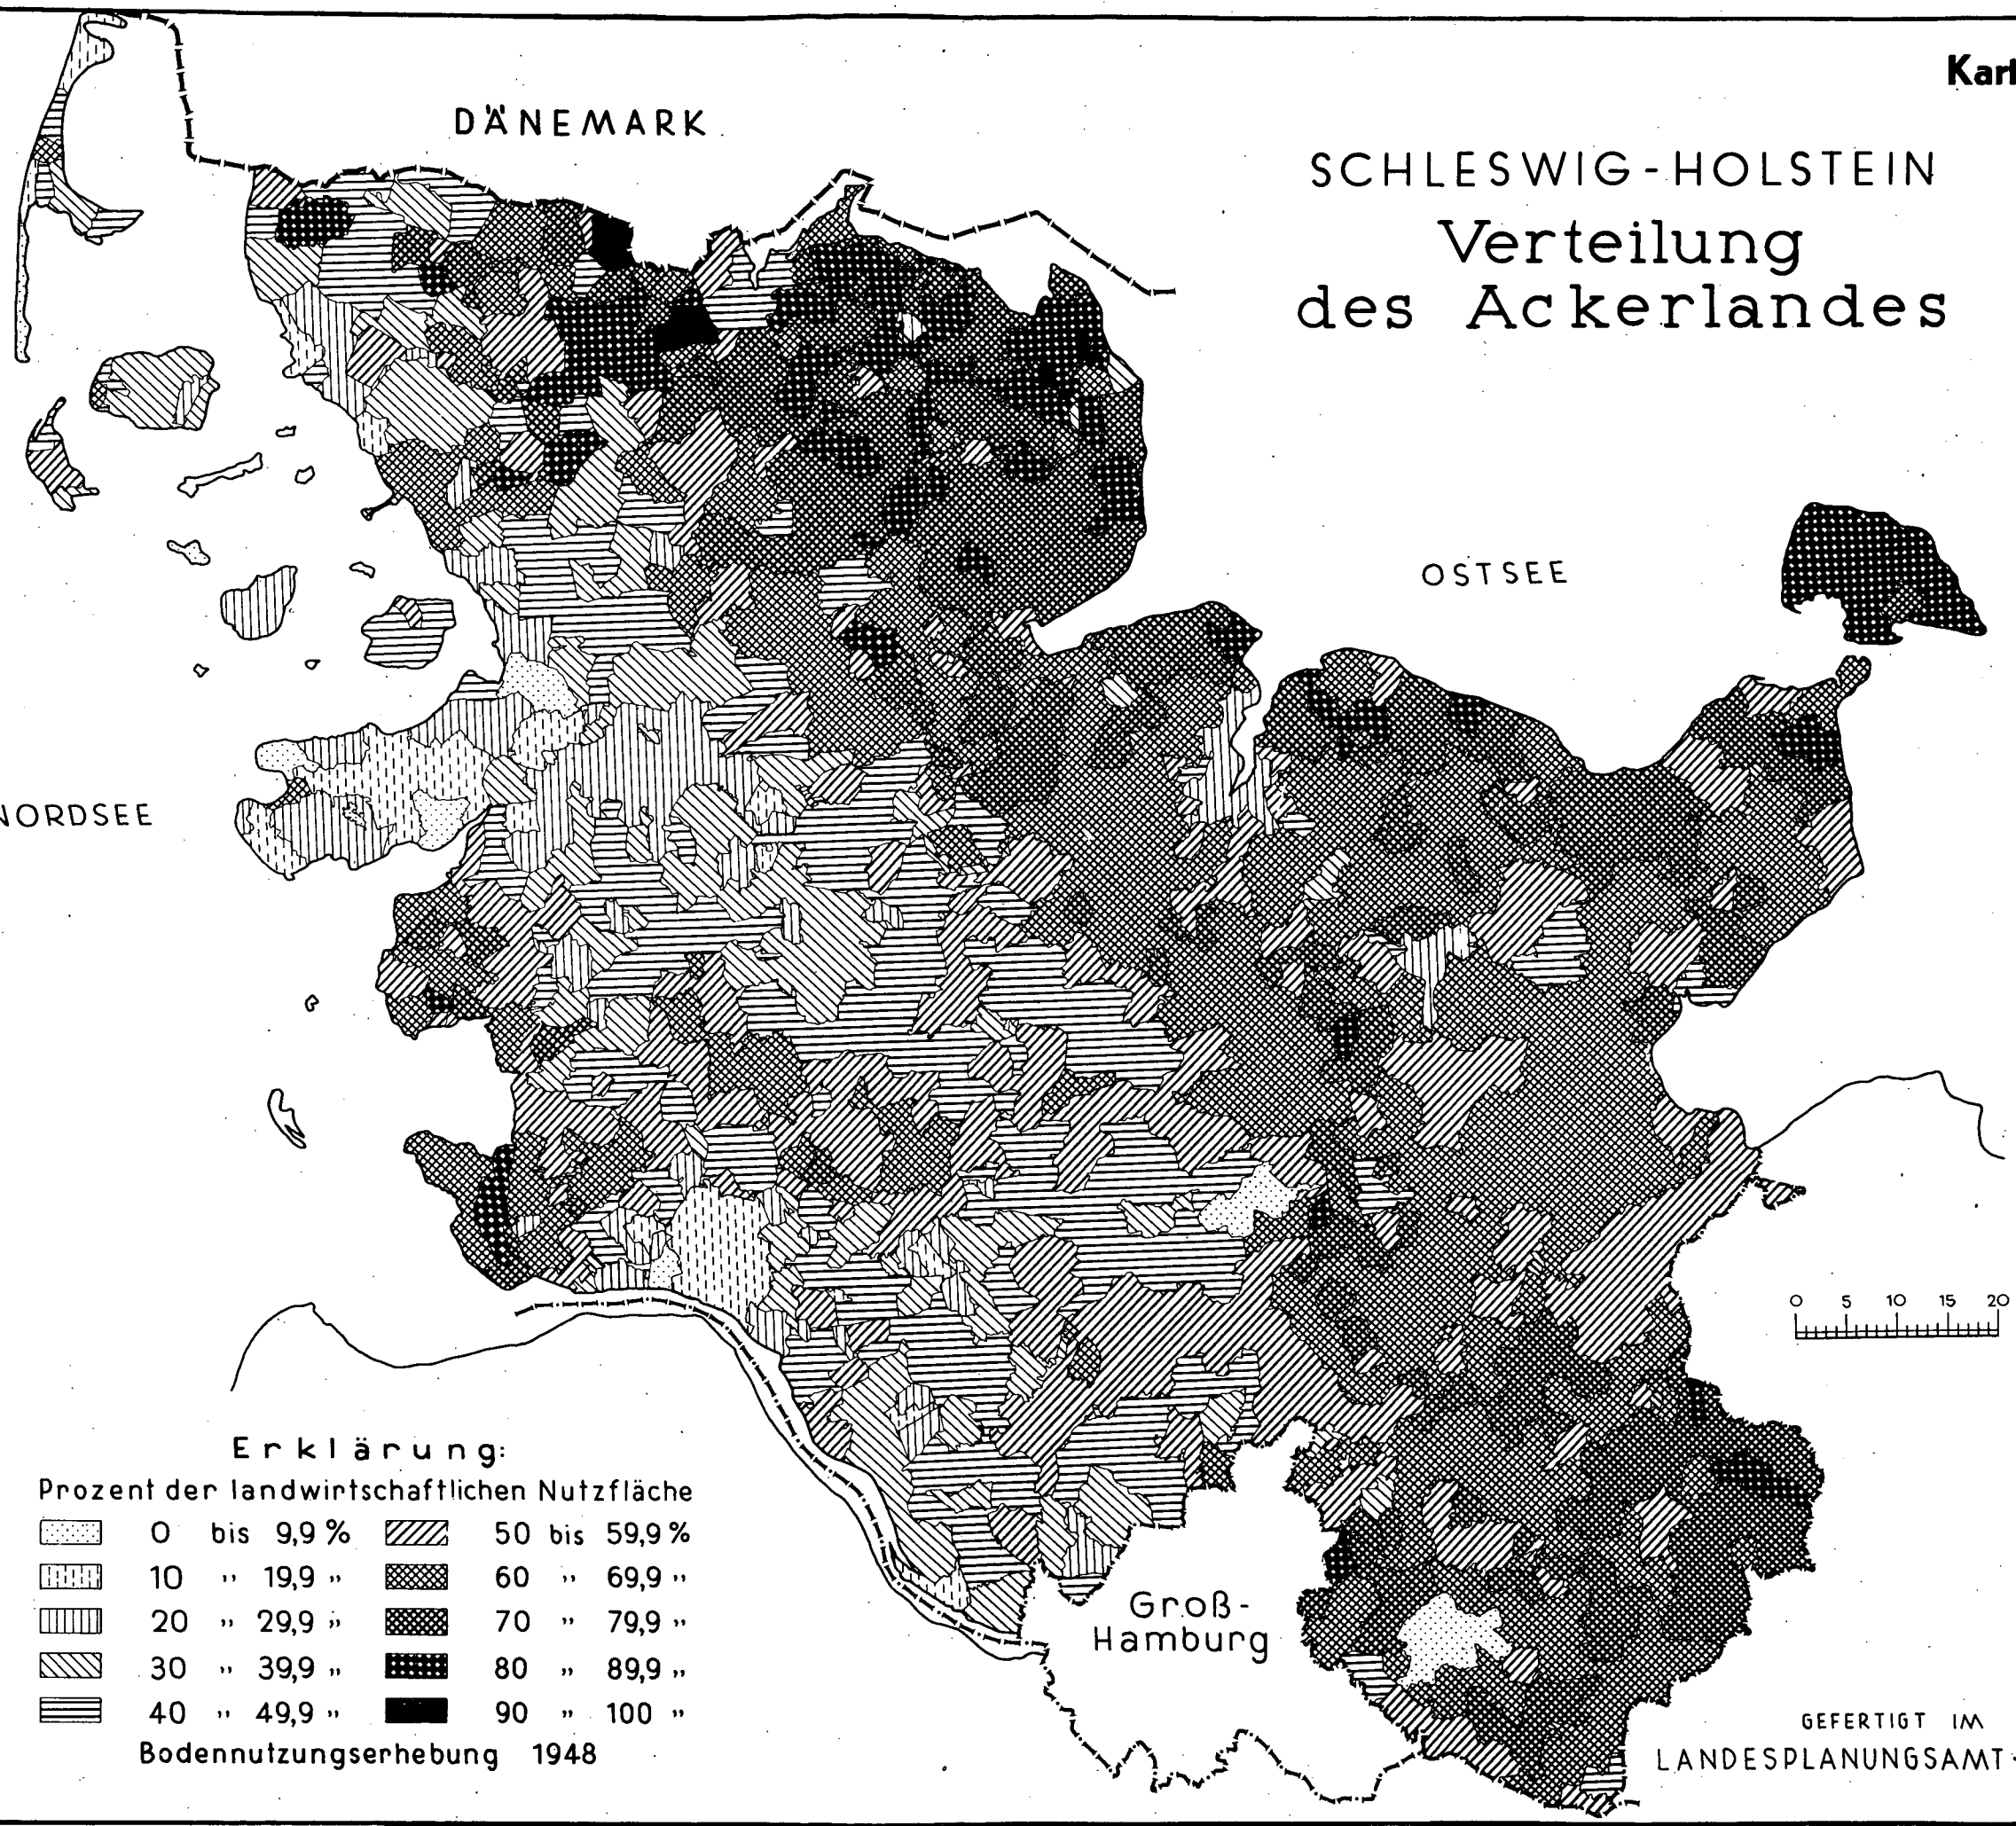 Kart
DÄNEMARK
SCHLESWIG-HOLSTEIN
Verteilung
des Ackerlandes
OSTSEE
NORDSEE
0 5 10 15 20
Erklärung:
Prozent der landwirtschaftlichen Nutzfläche
0 bis 9,9 % 50 bis 59,9 %
10 " 19,9 " 60 " 69,9 "
20 " 29,9 " 70 " 79,9 "
30 " 39,9 " 80 " 89,9 "
40 " 49,9 " 90 " 100 "
Bodennutzungserhebung 1948
Groß-
Hamburg
GEFERTIGT IM
LANDESPLANUNGSAMT